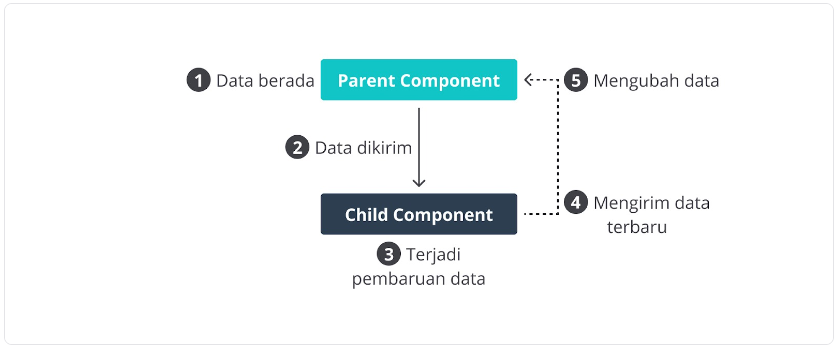 1 Data berada
Parent Component
5 Mengubah data
2 Data dikirim
4 Mengirim data
terbaru
Child Component
3 Terjadi
pembaruan data